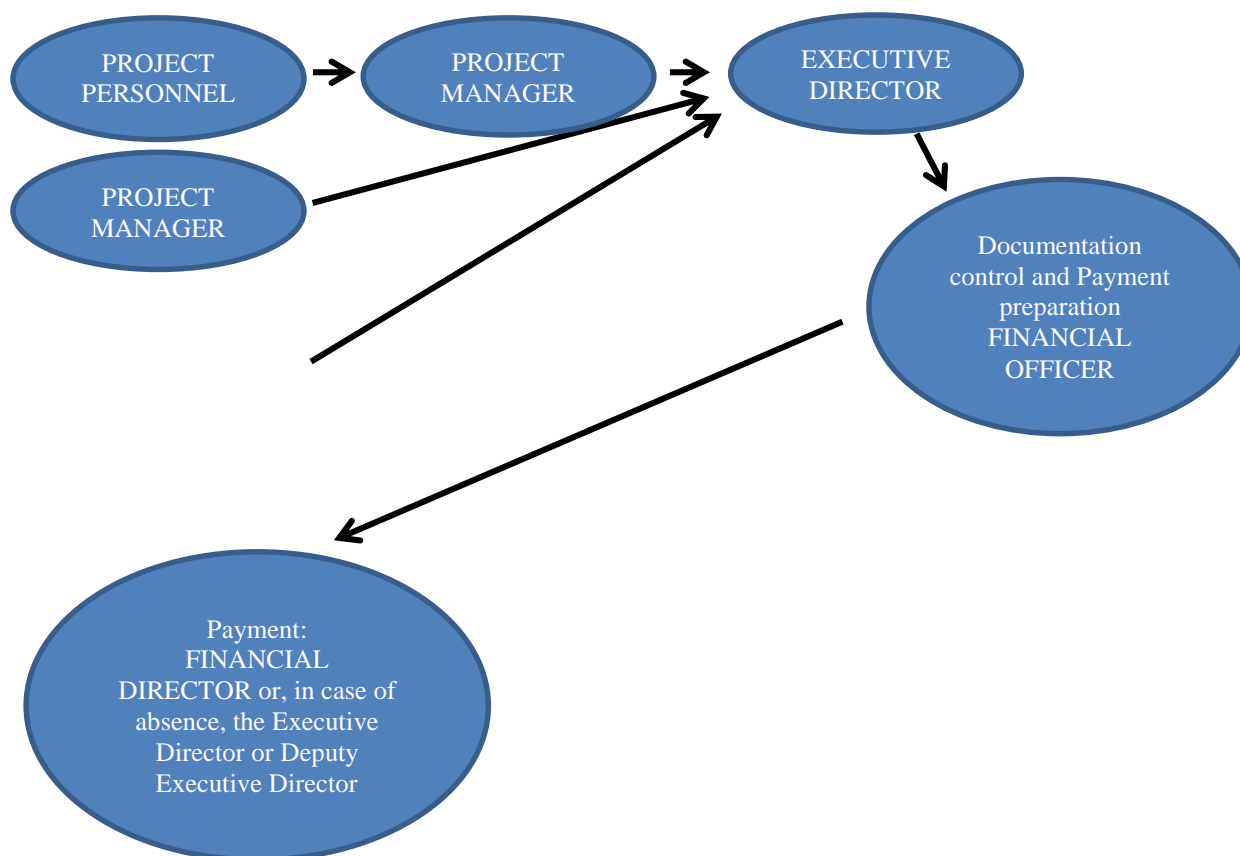 PROJECT
PERSONNEL
PROJECT
MANAGER
EXECUTIVE
DIRECTOR
PROJECT
MANAGER
Documentation
control and Payment
preparation
FINANCIAL
OFFICER
Payment:
FINANCIAL
DIRECTOR or, in case of
absence, the Executive
Director or Deputy
Executive Director